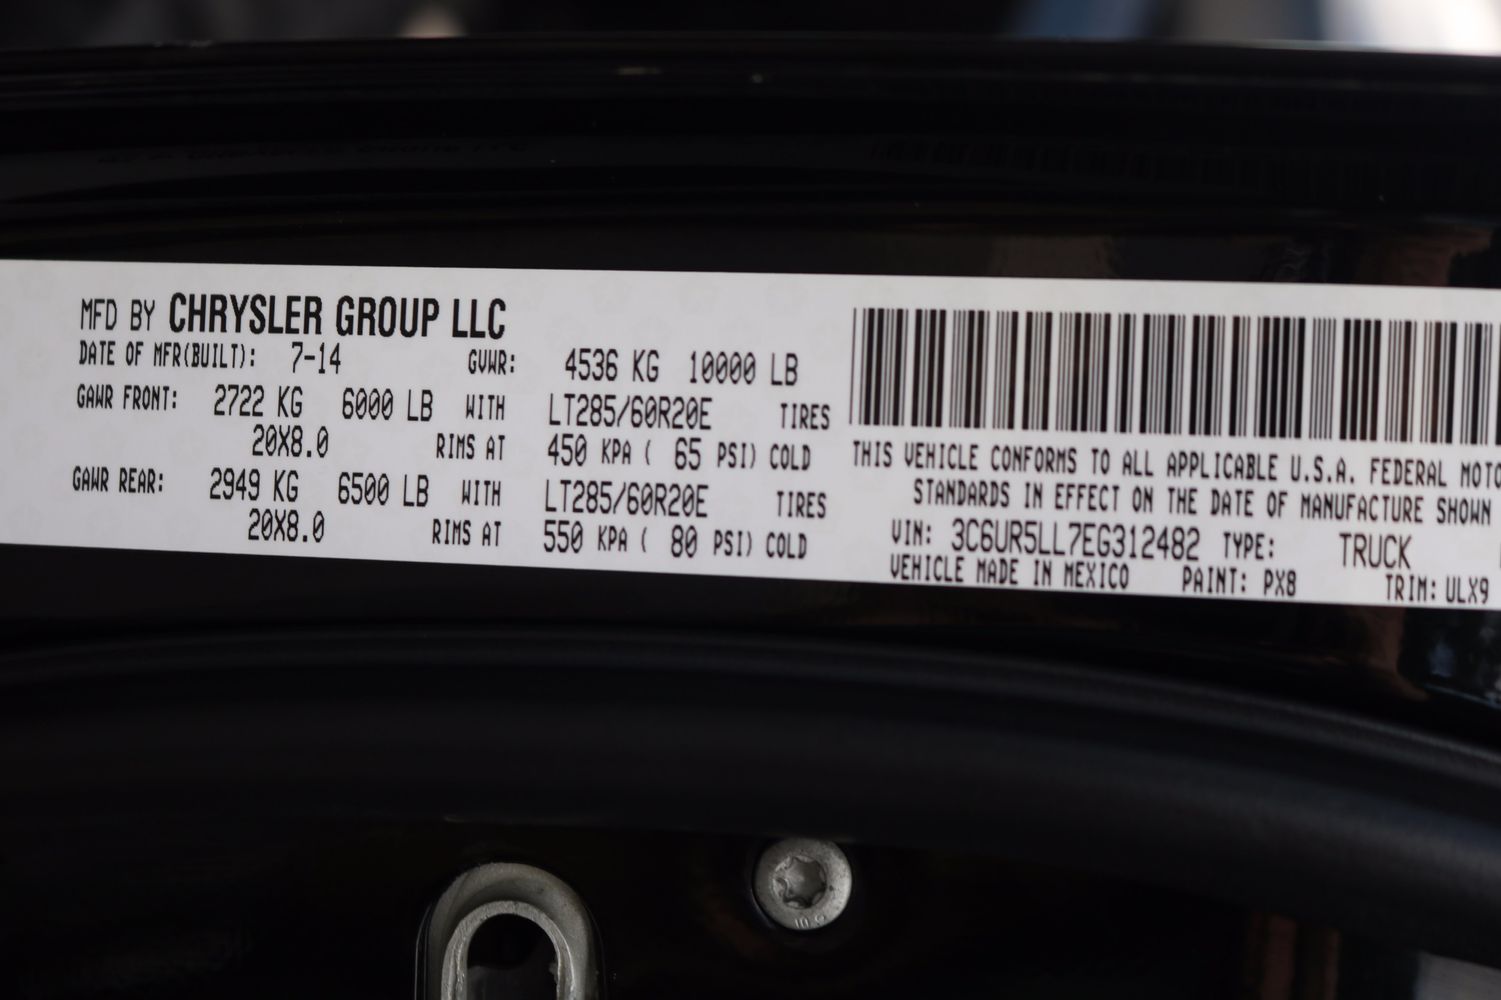 MFD BY CHRYSLER GROUP LLC
DATE OF MFR(BUILT): 7-14 GVWR: 4536 KG 10000 LB
GAWR FRONT: 2722 KG 6000 LB WITH LT285/60R20E TIRES
20X8.0 RIMS AT 450 KPA ( 65 PSI) COLD
GAWR REAR: 2949 KG 6500 LB WITH LT285/60R20E TIRES
20X8.0 RIMS AT 550 KPA ( 80 PSI) COLD
THIS VEHICLE CONFORMS TO ALL APPLICABLE U.S.A. FEDERAL MOTO
STANDARDS IN EFFECT ON THE DATE OF MANUFACTURE SHOWN
VIN: 3C6UR5LL7EG312482 TYPE: TRUCK
VEHICLE MADE IN MEXICO PAINT: PX8 TRIM: ULX9